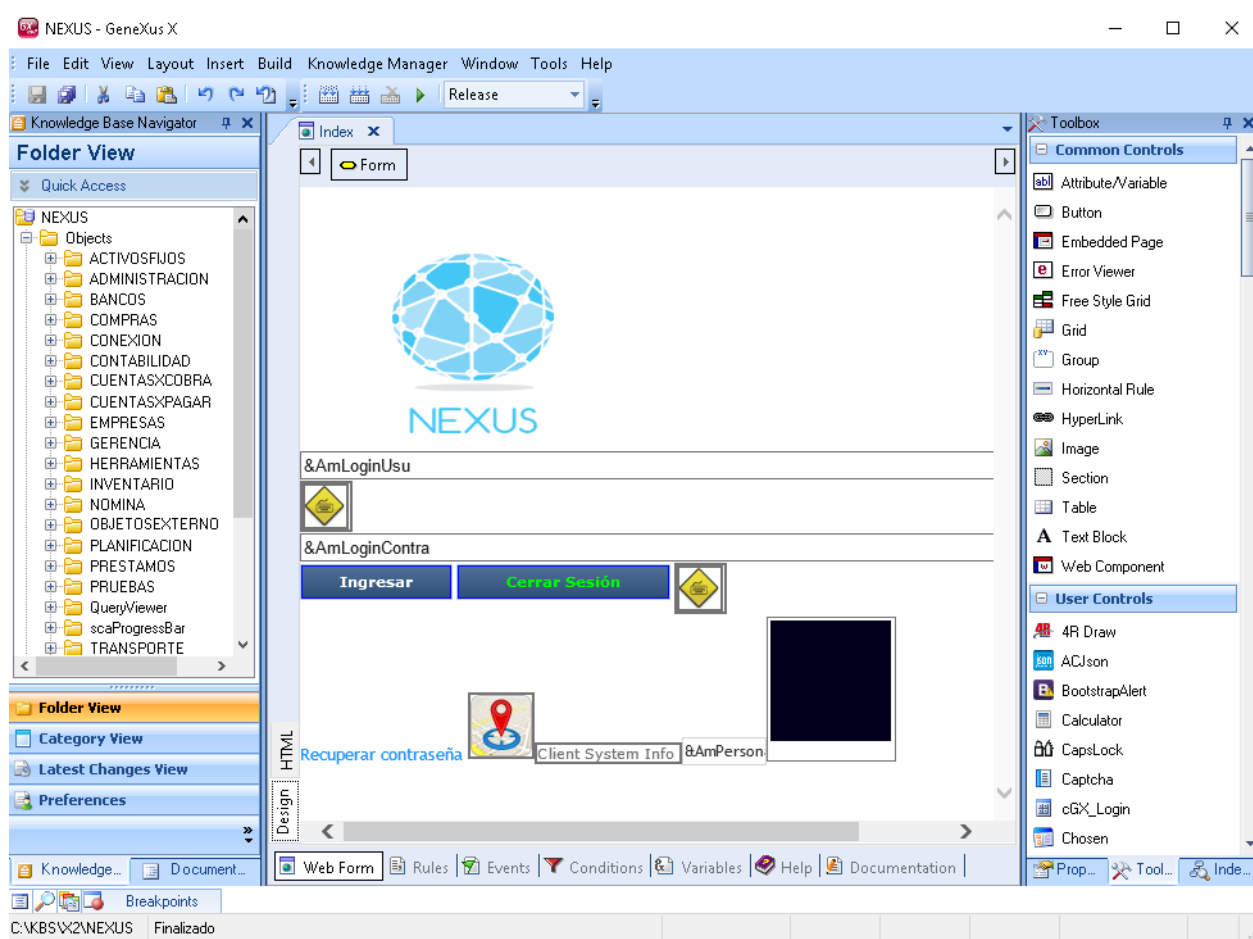 NEXUS - GeneXus X
File Edit View Layout Insert Build Knowledge Manager Window Tools Help
Release
Knowledge Base Navigator
Folder View
Quick Access
NEXUS
Objects
ACTIVOSFIJOS
ADMINISTRACION
BANCOS
COMPRAS
CONEXION
CONTABILIDAD
CUENTASXCOBRA
CUENTASXPAGAR
EMPRESAS
GERENCIA
HERRAMIENTAS
INVENTARIO
NOMINA
OBJETOSEXTERNO
PLANIFICACION
PRESTAMOS
PRUEBAS
QueryViewer
scaProgressBar
TRANSPORTE
Folder View
Category View
Latest Changes View
Preferences
Knowledge... Document...
Index
Form
NEXUS
&AmLoginUsu
&AmLoginContra
Ingresar Cerrar Sesión
Recuperar contraseña Client System Info &AmPerson
HTML
Design
Web Form Rules Events Conditions Variables Help Documentation
Toolbox
Common Controls
Attribute/Variable
Button
Embedded Page
Error Viewer
Free Style Grid
Grid
Group
Horizontal Rule
HyperLink
Image
Section
Table
Text Block
Web Component
User Controls
4R Draw
ACJson
BootstrapAlert
Calculator
CapsLock
Captcha
cGX_Login
Chosen
Prop... Tool... Inde...
Breakpoints
C:\KBS\X2\NEXUS Finalizado